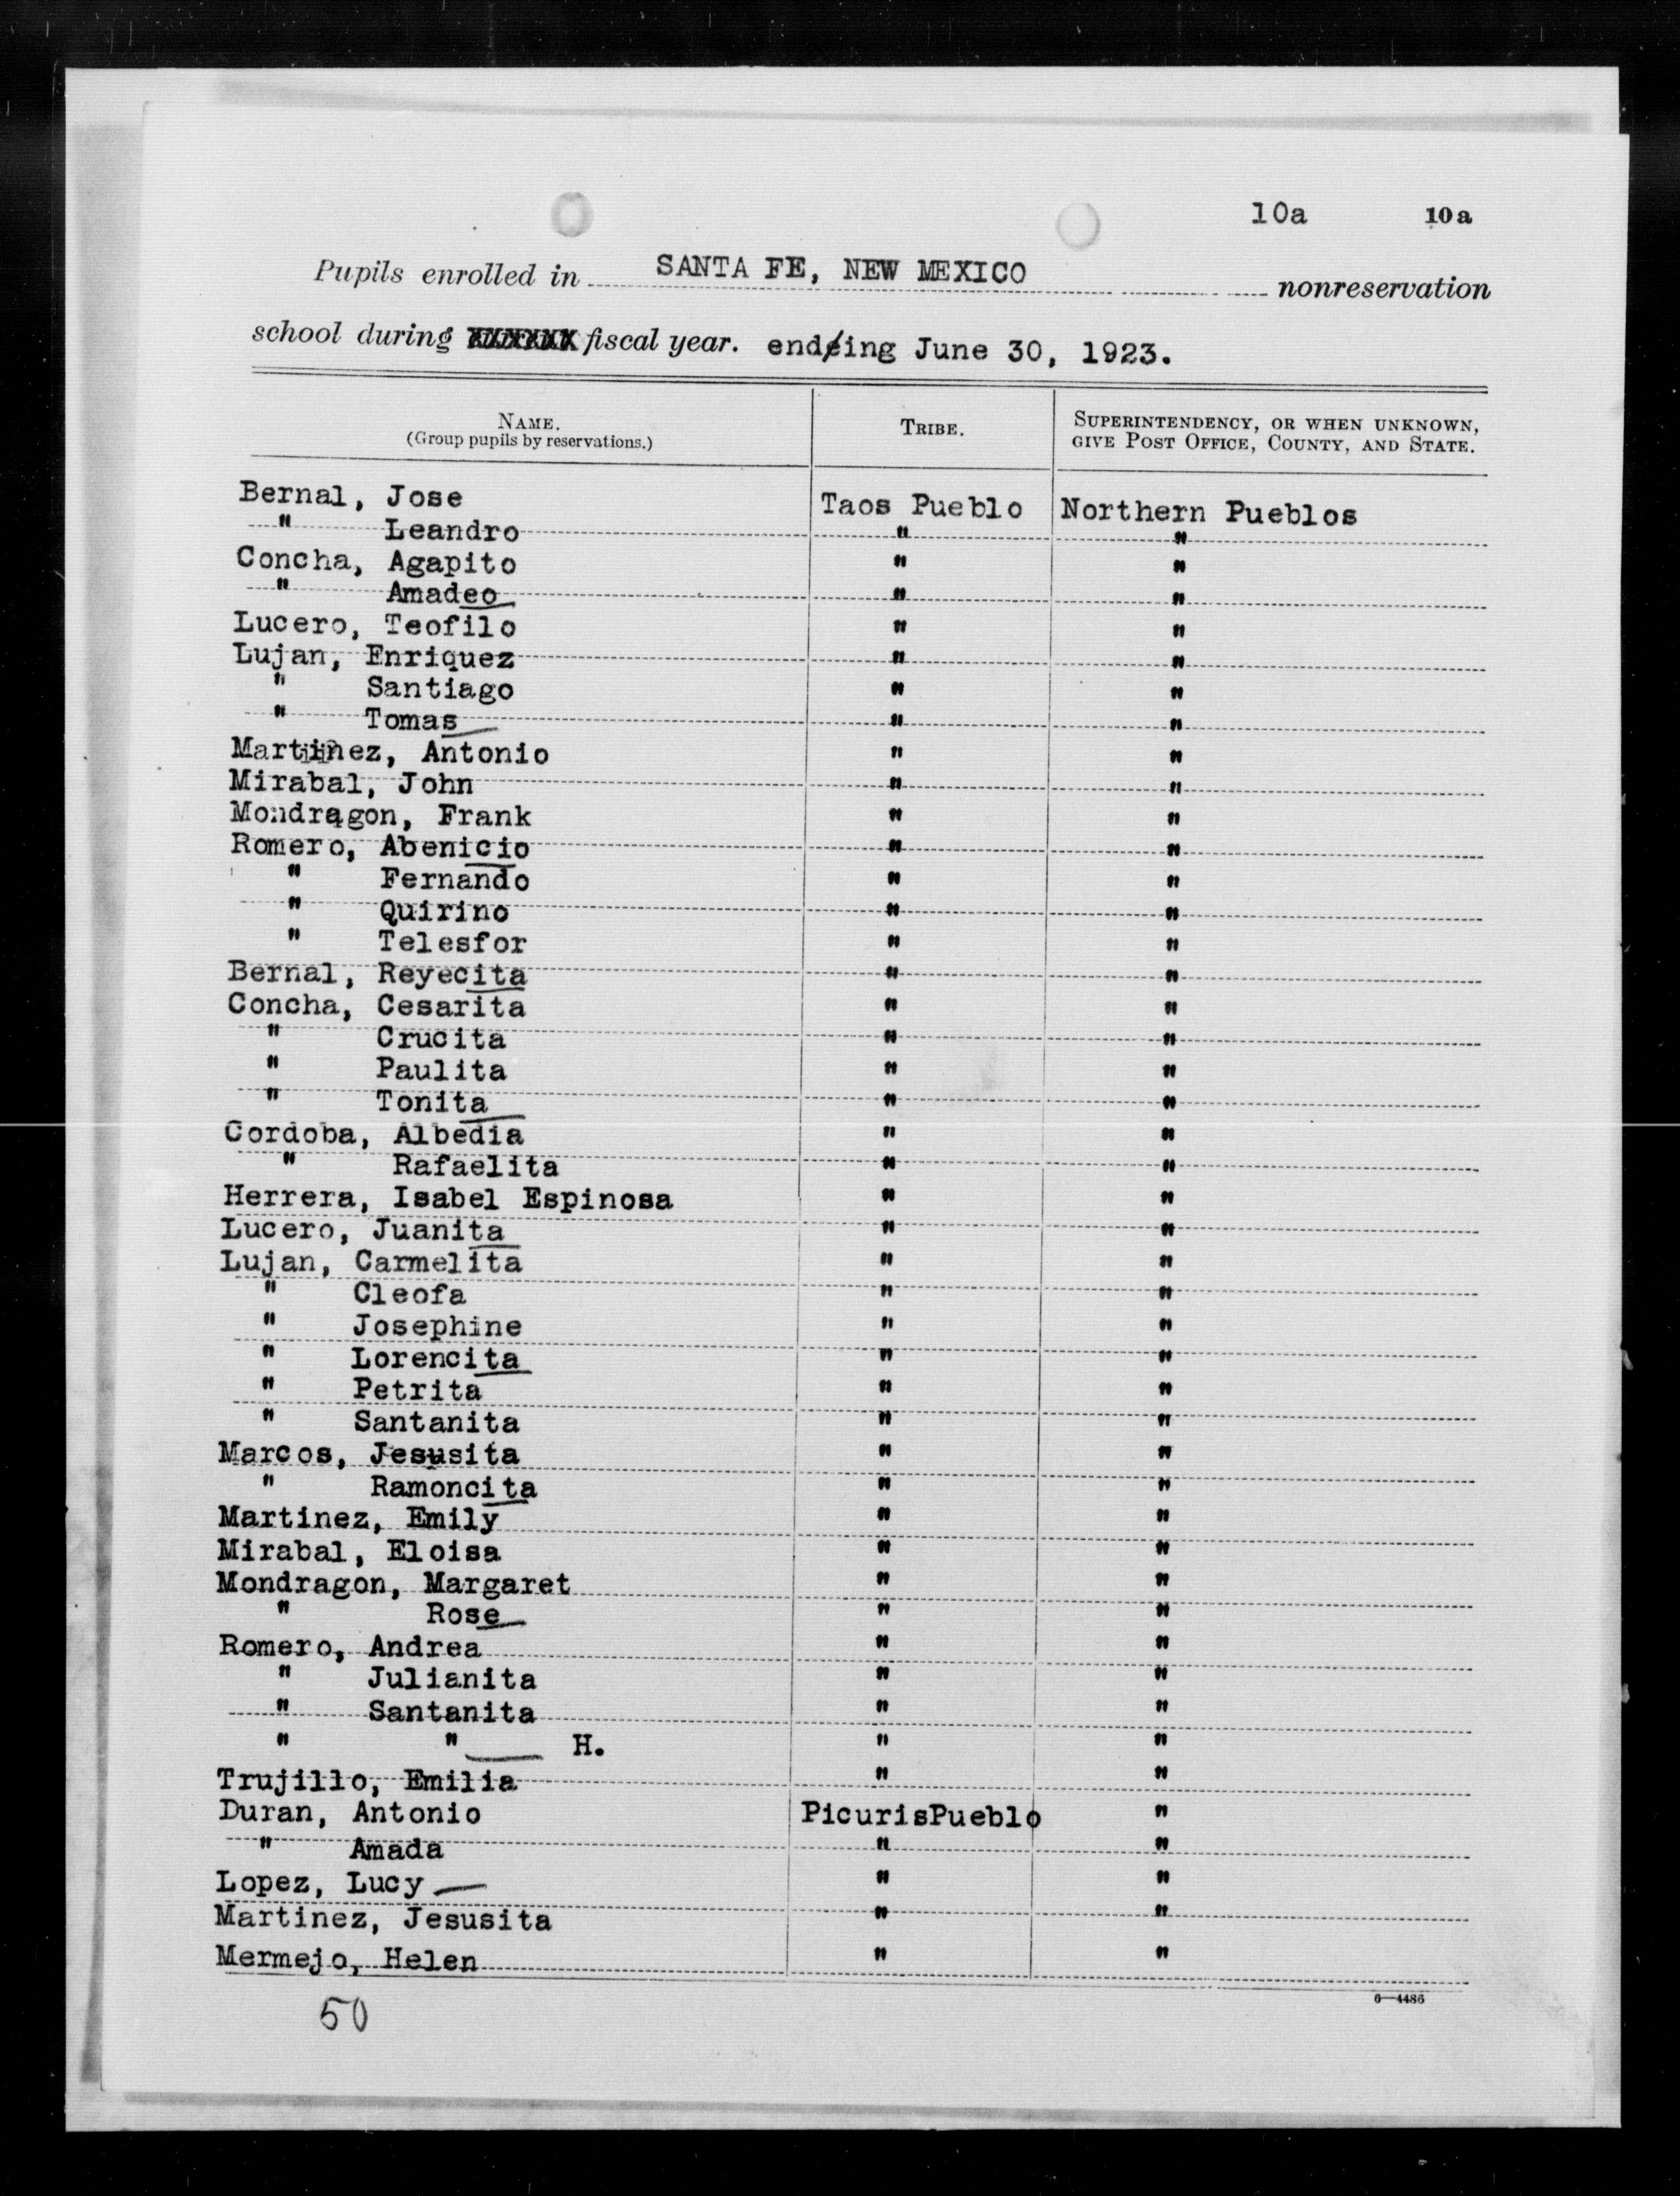 10a 10a
Pupils enrolled in SANTA FE, NEW MEXICO nonreservation
school during fiscal year. ending June 30, 1923.
NAME. TRIBE. SUPERINTENDENCY, OR WHEN UNKNOWN,
(Group pupils by reservations.) GIVE POST OFFICE, COUNTY, AND STATE.
Bernal, Jose Taos Pueblo Northern Pueblos
" Leandro " "
Concha, Agapito " "
" Amadeo " "
Lucero, Teofilo " "
Lujan, Enriquez " "
" Santiago " "
" Tomas " "
Martinez, Antonio " "
Mirabal, John " "
Mondragon, Frank " "
Romero, Abenicio " "
" Fernando " "
" Quirino " "
" Telesfor " "
Bernal, Reyecita " "
Concha, Cesarita " "
" Crucita " "
" Paulita " "
" Tonita " "
Cordoba, Albedia " "
" Rafaelita " "
Herrera, Isabel Espinosa " "
Lucero, Juanita " "
Lujan, Carmelita " "
" Cleofa " "
" Josephine " "
" Lorencita " "
" Petrita " "
" Santanita " "
Marcos, Jesusita " "
" Ramoncita " "
Martinez, Emily " "
Mirabal, Eloisa " "
Mondragon, Margaret " "
" Rose " "
Romero, Andrea " "
" Julianita " "
" Santanita " "
" " H. " "
Trujillo, Emilia " "
Duran, Antonio PicurisPueblo "
" Amada " "
Lopez, Lucy " "
Martinez, Jesusita " "
Mermejo, Helen " "
6—4486
50